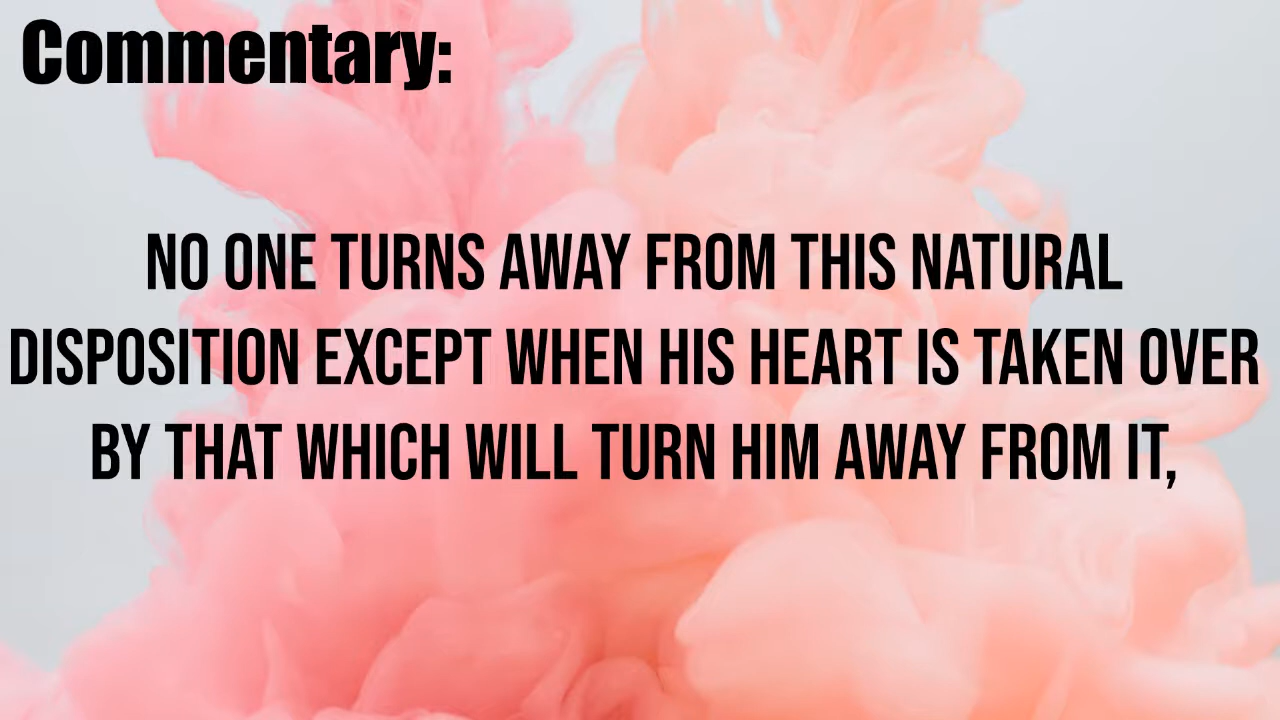 Commentary:
NO ONE TURNS AWAY FROM THIS NATURAL
DISPOSITION EXCEPT WHEN HIS HEART IS TAKEN OVER
BY THAT WHICH WILL TURN HIM AWAY FROM IT,